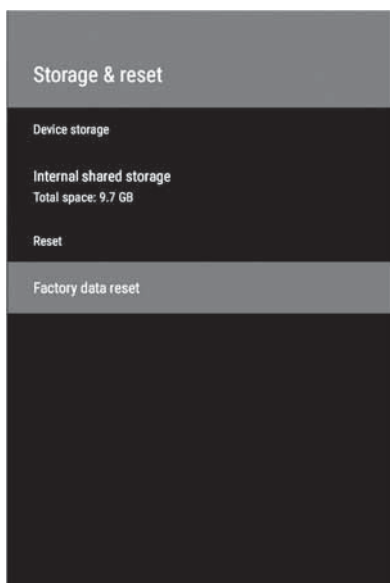 Storage & reset
Device storage
Internal shared storage
Total space: 9.7 GB
Reset
Factory data reset